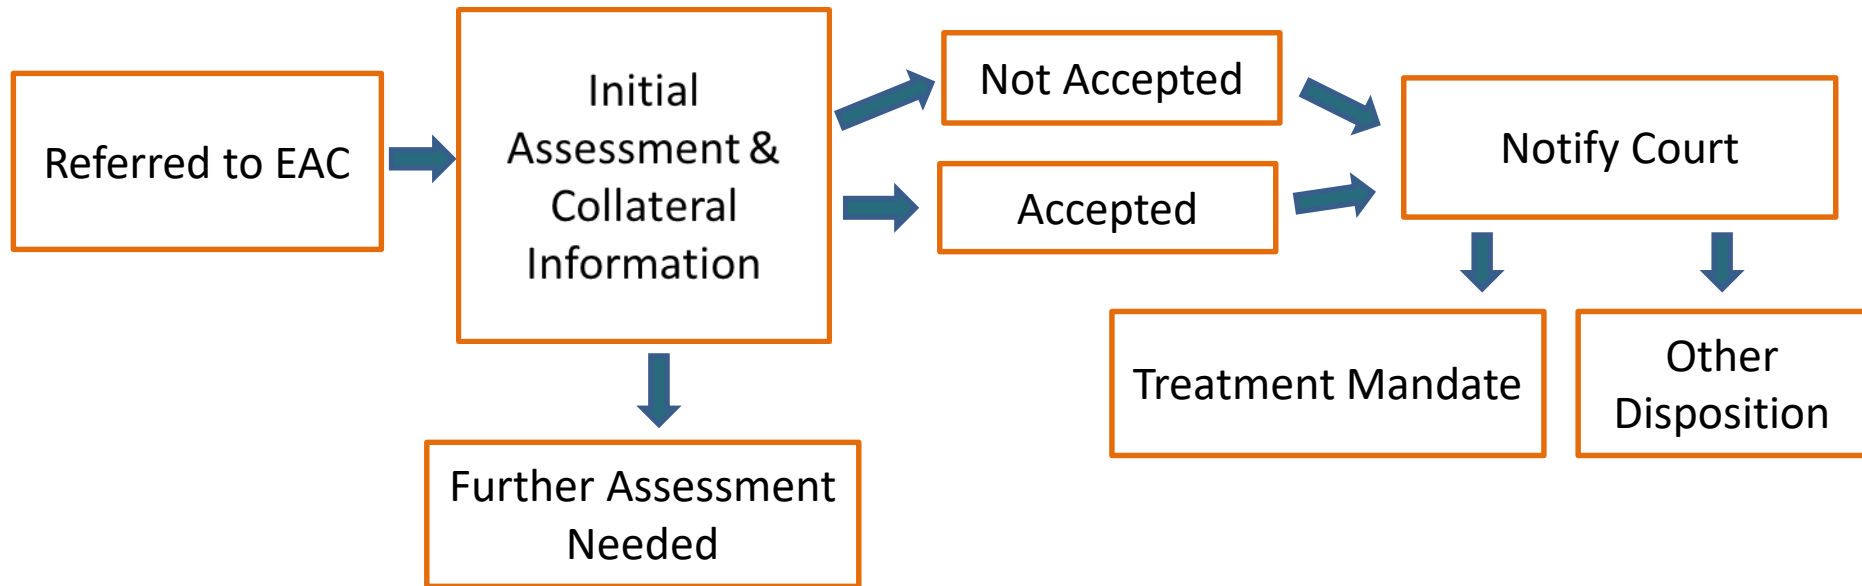 Referred to EAC
Initial
Assessment &
Collateral
Information
Not Accepted
Accepted
Notify Court
Treatment Mandate
Other
Disposition
Further Assessment
Needed